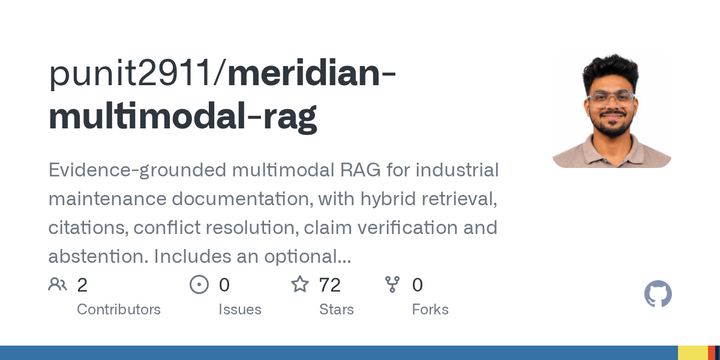 punit2911/meridian-
multimodal-rag
Evidence-grounded multimodal RAG for industrial
maintenance documentation, with hybrid retrieval,
citations, conflict resolution, claim verification and
abstention. Includes an optional...
2 Contributors
0 Issues
72 Stars
0 Forks